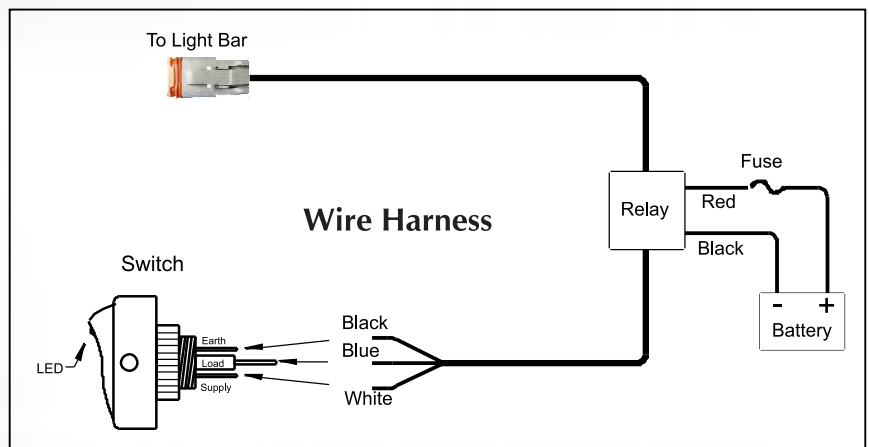 To Light Bar
Fuse
Relay
Red
Wire Harness
Black
Switch
- +
Battery
Black
Earth
Blue
Load
LED
Supply
White